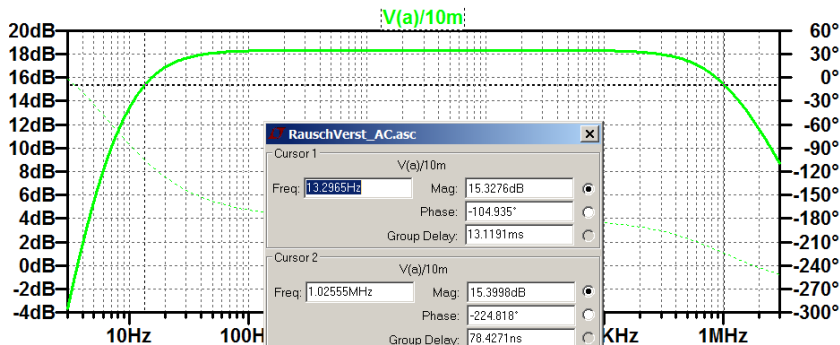 V(a)/10m
20dB 60°
18dB 30°
16dB 0°
14dB -30°
12dB -60°
10dB -90°
8dB -120°
6dB -150°
4dB -180°
2dB -210°
0dB -240°
-2dB -270°
-4dB -300°
10Hz 100H KHz 1MHz
RauschVerst_AC.asc
Cursor 1
V(a)/10m
Freq: 13.2965Hz Mag: 15.3276dB
Phase: -104.935°
Group Delay: 13.1191ms
Cursor 2
V(a)/10m
Freq: 1.02555MHz Mag: 15.3998dB
Phase: -224.818°
Group Delay: 78.4271ns